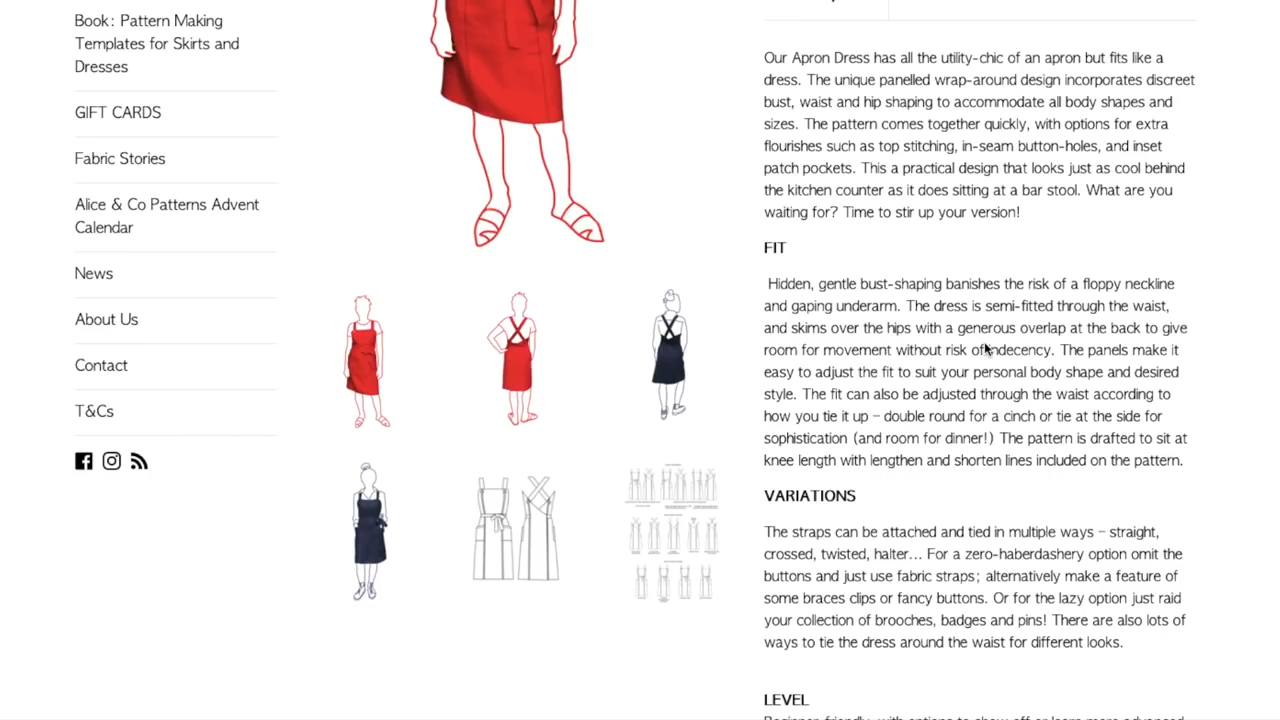 Book: Pattern Making
Templates for Skirts and
Dresses
GIFT CARDS
Fabric Stories
Alice & Co Patterns Advent
Calendar
News
About Us
Contact
T&Cs
Our Apron Dress has all the utility-chic of an apron but fits like a
dress. The unique panelled wrap-around design incorporates discreet
bust, waist and hip shaping to accommodate all body shapes and
sizes. The pattern comes together quickly, with options for extra
flourishes such as top stitching, in-seam button-holes, and inset
patch pockets. This a practical design that looks just as cool behind
the kitchen counter as it does sitting at a bar stool. What are you
waiting for? Time to stir up your version!
FIT
Hidden, gentle bust-shaping banishes the risk of a floppy neckline
and gaping underarm. The dress is semi-fitted through the waist,
and skims over the hips with a generous overlap at the back to give
room for movement without risk of indecency. The panels make it
easy to adjust the fit to suit your personal body shape and desired
style. The fit can also be adjusted through the waist according to
how you tie it up – double round for a cinch or tie at the side for
sophistication (and room for dinner!) The pattern is drafted to sit at
knee length with lengthen and shorten lines included on the pattern.
VARIATIONS
The straps can be attached and tied in multiple ways – straight,
crossed, twisted, halter... For a zero-haberdashery option omit the
buttons and just use fabric straps; alternatively make a feature of
some braces clips or fancy buttons. Or for the lazy option just raid
your collection of brooches, badges and pins! There are also lots of
ways to tie the dress around the waist for different looks.
LEVEL